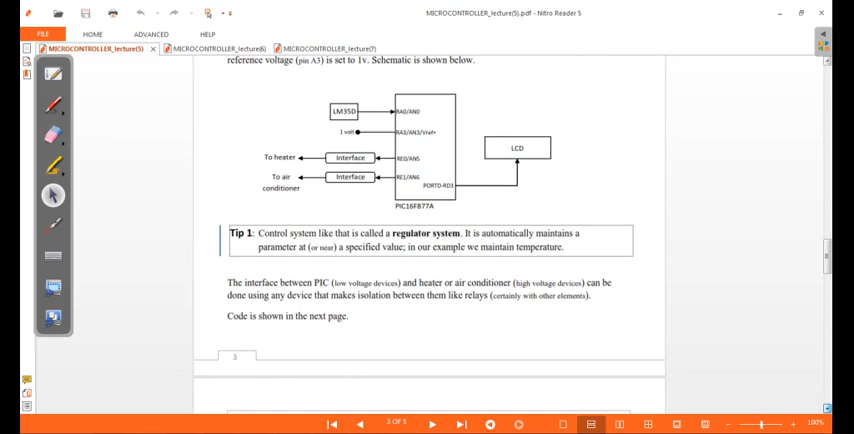 MICROCONTROLLER_lecture(5).pdf - Nitro Reader 5
FILE HOME ADVANCED HELP
MICROCONTROLLER_lecture(5) MICROCONTROLLER_lecture(6) MICROCONTROLLER_lecture(7)
reference voltage (pin A3) is set to 1v. Schematic is shown below.
LM35D RA0/AN0
1 volt RA3/AN3/Vref+
LCD
To heater Interface RE0/AN5
To air conditioner Interface RE1/AN6
PORTD-RD3
PIC16F877A
Tip 1: Control system like that is called a regulator system. It is automatically maintains a
parameter at (or near) a specified value; in our example we maintain temperature.
The interface between PIC (low voltage devices) and heater or air conditioner (high voltage devices) can be
done using any device that makes isolation between them like relays (certainly with other elements).
Code is shown in the next page.
3
3 OF 5
100%